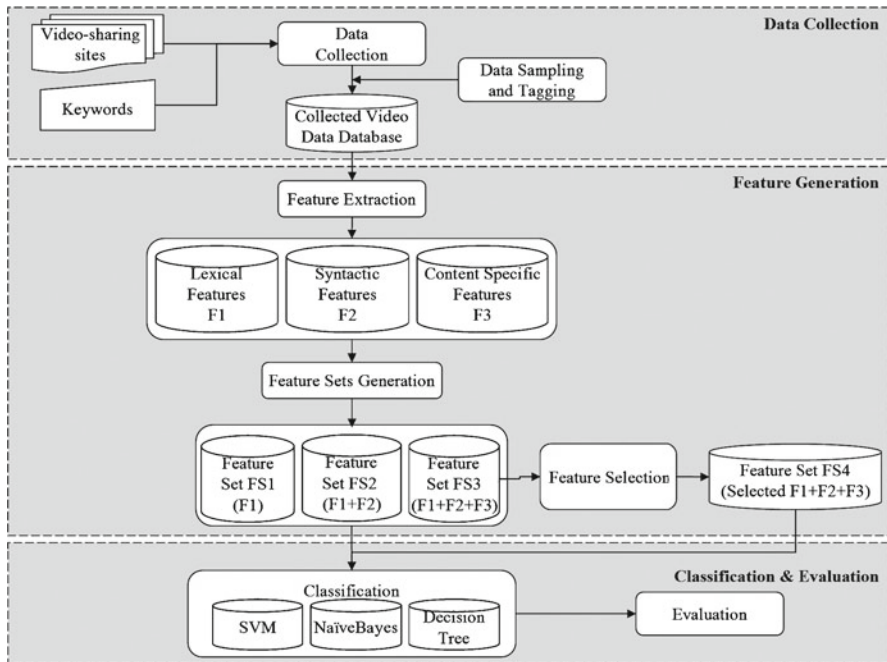 Data Collection
Video-sharing
sites
Data
Collection
Keywords
Data Sampling
and Tagging
Collected Video
Data Database
Feature Generation
Feature Extraction
Lexical
Features
F1
Syntactic
Features
F2
Content Specific
Features
F3
Feature Sets Generation
Feature
Set FS1
(F1)
Feature
Set FS2
(F1+F2)
Feature
Set FS3
(F1+F2+F3)
Feature Selection
Feature Set FS4
(Selected F1+F2+F3)
Classification & Evaluation
Classification
SVM
NaïveBayes
Decision
Tree
Evaluation